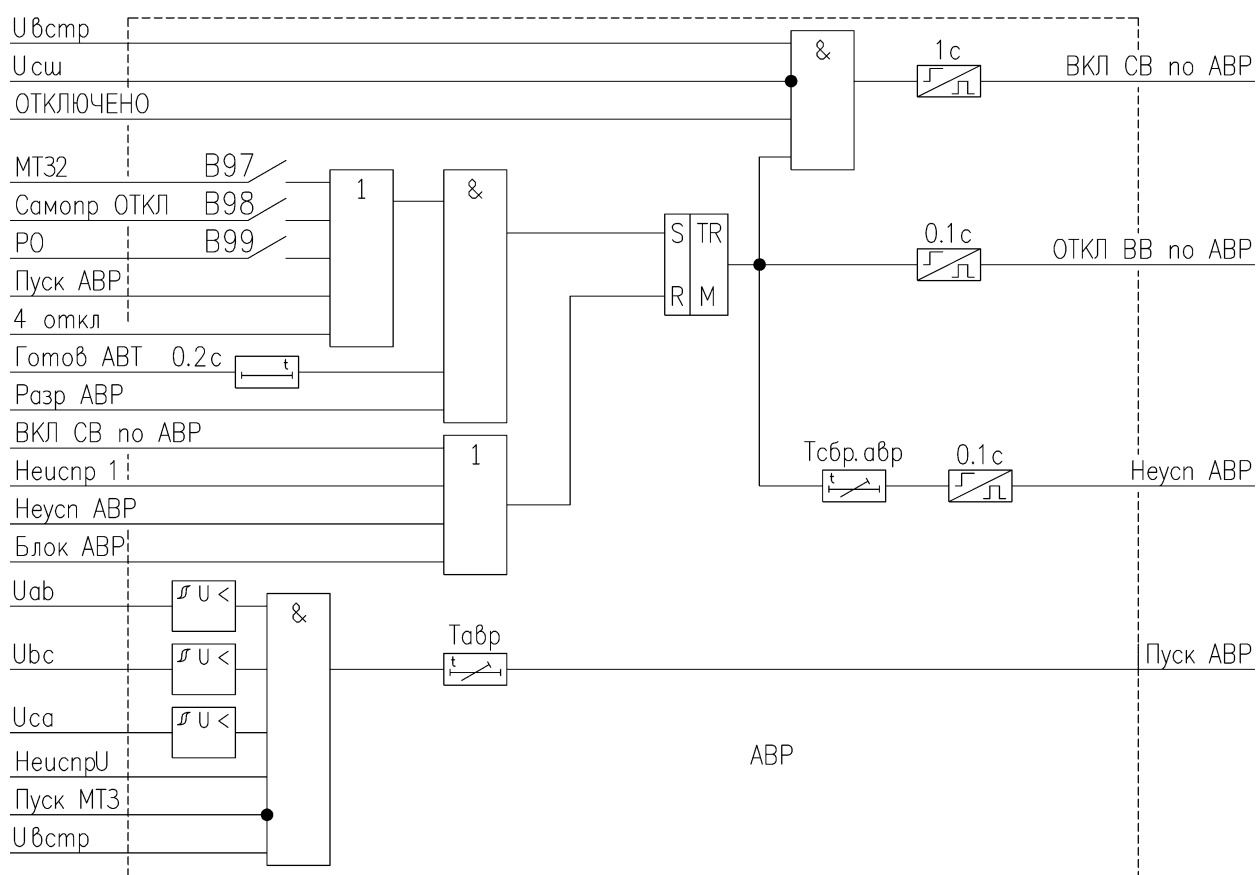 Uвстр
Uсш
ОТКЛЮЧЕНО
&
1с
ВКЛ СВ по АВР
МТЗ2
B97
Самопр ОТКЛ
B98
РО
B99
Пуск АВР
4 откл
1
&
S TR
R M
0.1с
ОТКЛ ВВ по АВР
Готов АВТ 0.2с
t
Разр АВР
ВКЛ СВ по АВР
Неиспр 1
Неусп АВР
Блок АВР
1
Тсбр.авр
t
0.1с
Неусп АВР
Uab
U <
Ubc
U <
Uca
U <
НеиспрU
Пуск МТЗ
Uвстр
&
Тавр
t
Пуск АВР
АВР